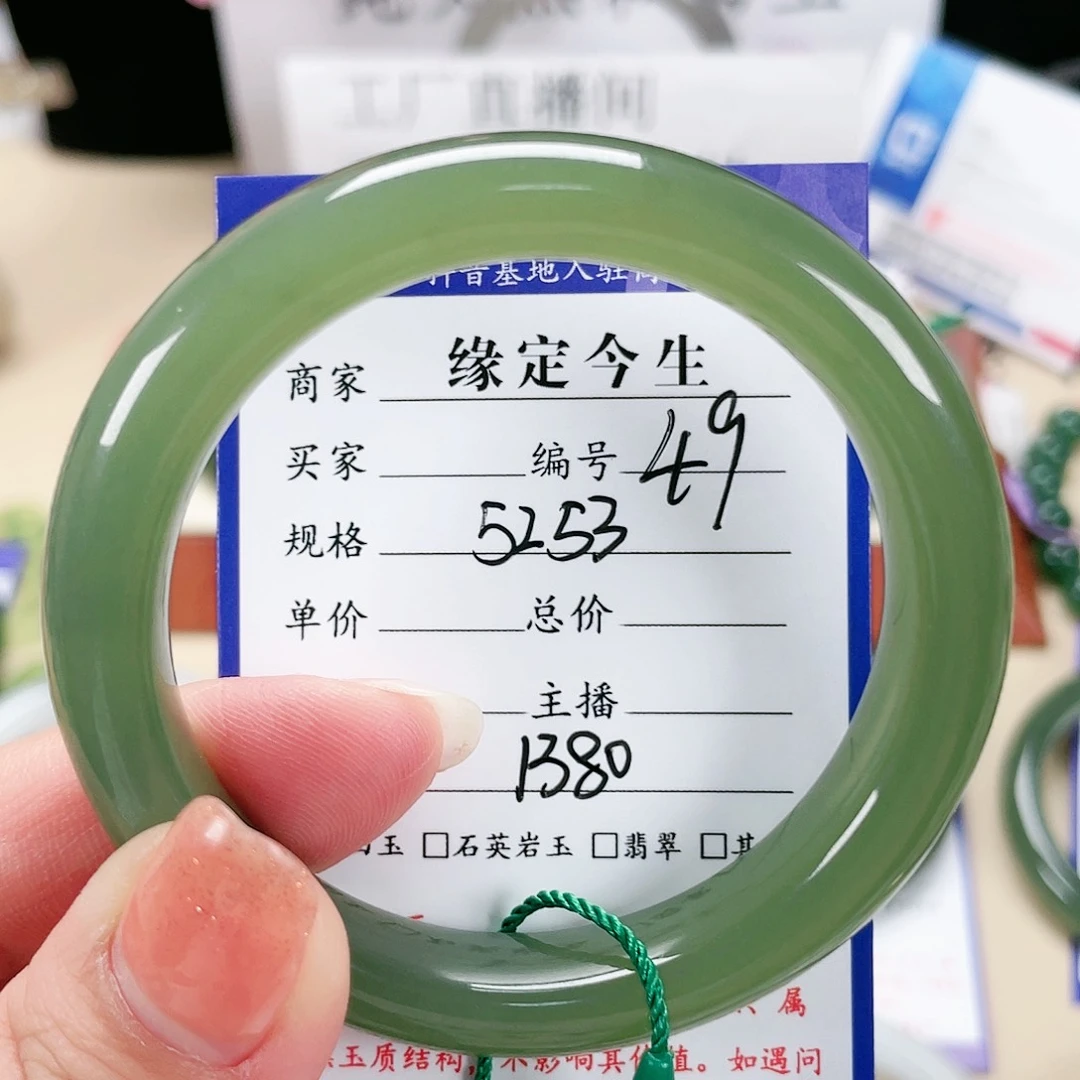 工厂直播间
抖音基地入驻商
商家 缘定今生
买家 编号 49
规格 5253
单价 总价
主播
1380
玉 □石英岩玉 □翡翠 □其
、属
玉质结构,不影响其价值。如遇问